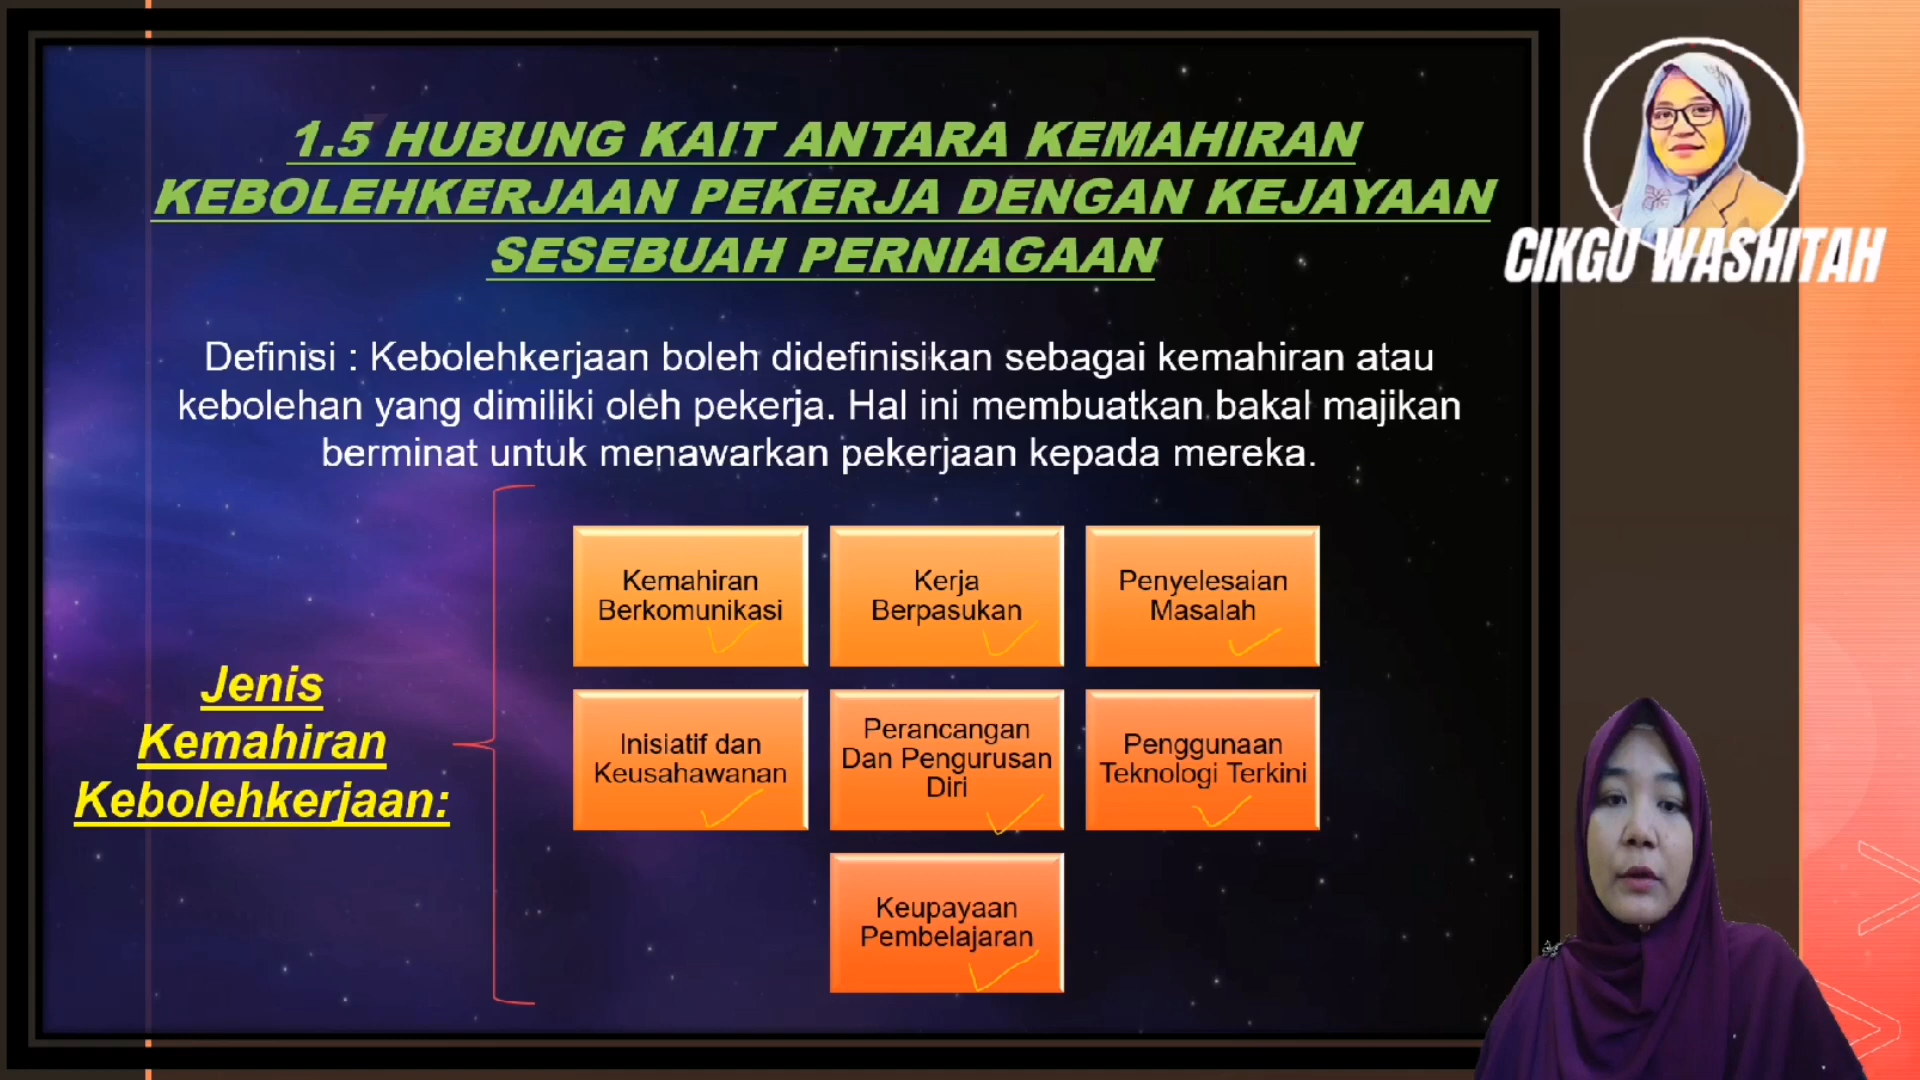 1.5 HUBUNG KAIT ANTARA KEMAHIRAN
KEBOLEHKERJAAN PEKERJA DENGAN KEJAYAAN
SESEBUAH PERNIAGAAN
CIKGU WASHITAH
Definisi : Kebolehkerjaan boleh didefinisikan sebagai kemahiran atau
kebolehan yang dimiliki oleh pekerja. Hal ini membuatkan bakal majikan
berminat untuk menawarkan pekerjaan kepada mereka.
Jenis
Kemahiran
Kebolehkerjaan:
Kemahiran
Berkomunikasi
Kerja
Berpasukan
Penyelesaian
Masalah
Inisiatif dan
Keusahawanan
Perancangan
Dan Pengurusan
Diri
Penggunaan
Teknologi Terkini
Keupayaan
Pembelajaran